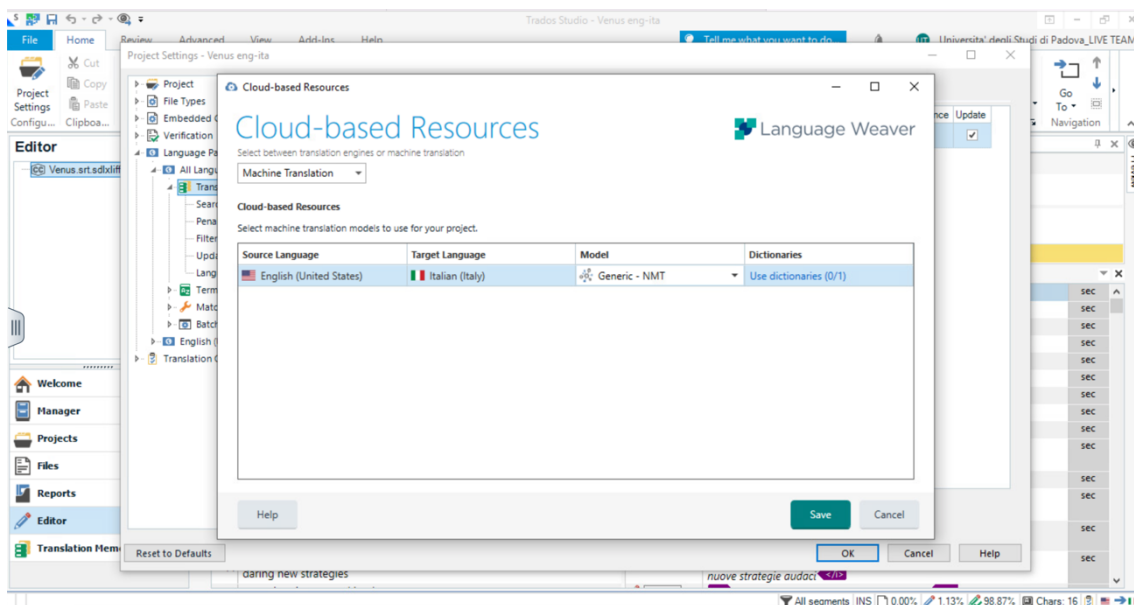 Trados Studio - Venus eng-ita
File Home Review Advanced View Add-Ins Help
Tell me what you want to do
Universita' degli Studi di Padova_LIVE TEAM
Project Settings
Cut
Copy
Paste
Configu... Clipboa...
Go To
Navigation
Editor
Venus.srt.sdlxliff
Welcome
Manager
Projects
Files
Reports
Editor
Translation Mem
Project Settings - Venus eng-ita
Project
File Types
Embedded
Verification
Language Pa
All Langu
Trans
Sear
Pena
Filter
Upda
Lang
Term
Matc
Batch
English (
Translation
Update
Reset to Defaults
OK Cancel Help
Cloud-based Resources
Cloud-based Resources
Language Weaver
Select between translation engines or machine translation
Machine Translation
Cloud-based Resources
Select machine translation models to use for your project.
Source Language Target Language Model Dictionaries
English (United States) Italian (Italy) Generic - NMT Use dictionaries (0/1)
Help Save Cancel
sec
sec
sec
sec
sec
sec
sec
sec
sec
sec
sec
sec
sec
sec
daring new strategies
nuove strategie audaci
All segments INS 0.00% 1.13% 98.87% Chars: 16